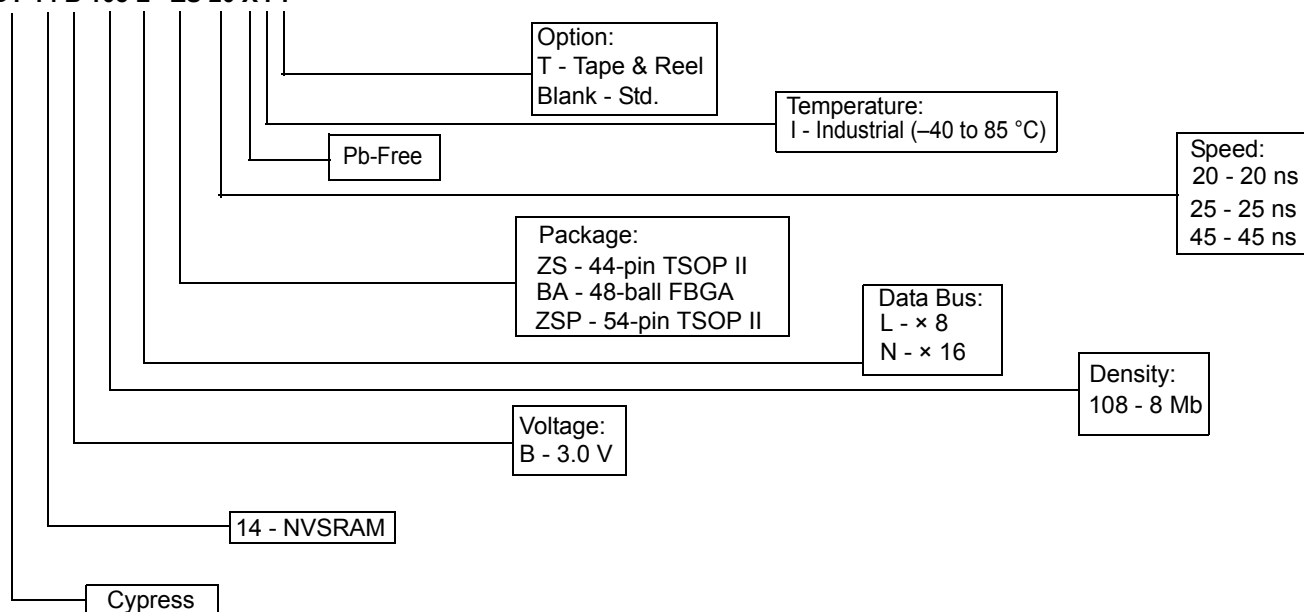 Option:
T - Tape & Reel
Blank - Std.
Temperature:
I - Industrial (–40 to 85 °C)
Pb-Free
Speed:
20 - 20 ns
25 - 25 ns
45 - 45 ns
Package:
ZS - 44-pin TSOP II
BA - 48-ball FBGA
ZSP - 54-pin TSOP II
Data Bus:
L - × 8
N - × 16
Density:
108 - 8 Mb
Voltage:
B - 3.0 V
14 - NVSRAM
Cypress